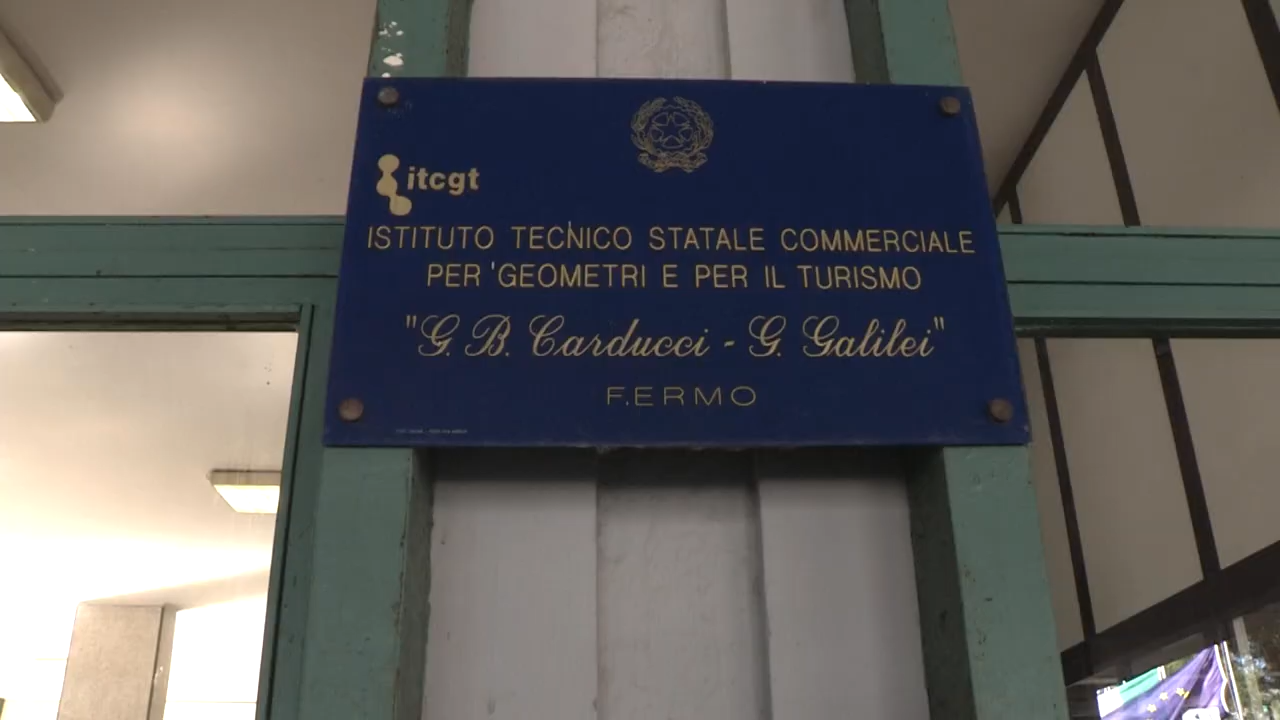 itcgt
ISTITUTO TECNICO STATALE COMMERCIALE
PER GEOMETRI E PER IL TURISMO
"G. B. Carducci - G. Galilei"
FERMO